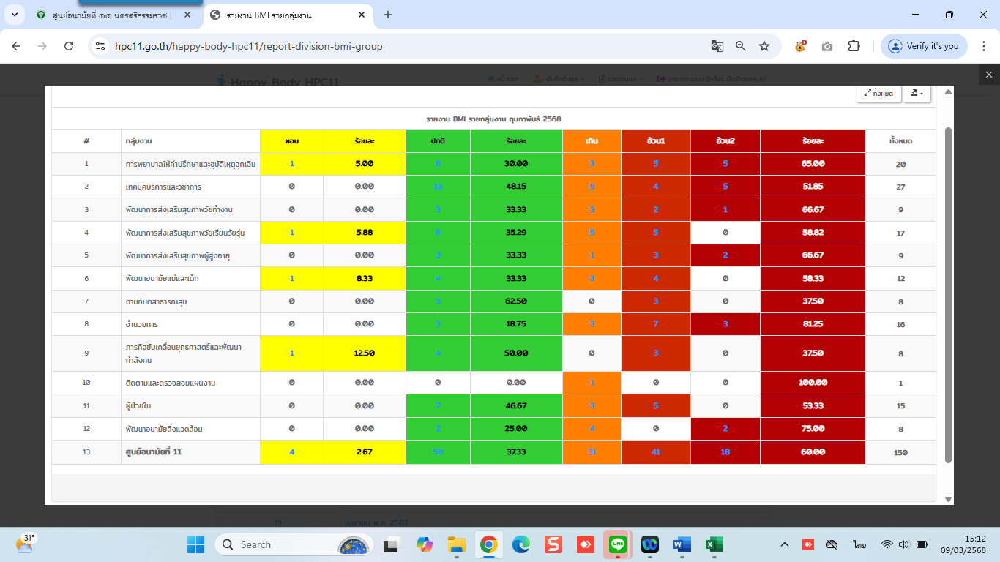 ศูนย์อนามัยที่ ๑๑ นครศรีธรรมราช |
รายงาน BMI รายกลุ่มงาน
hpc11.go.th/happy-body-hpc11/report-division-bmi-group
Verify it's you
Happy Body HPC11 หน้าแรก บันทึกข้อมูล รายงานผล
ทั้งหมด
รายงาน BMI รายกลุ่มงาน กุมภาพันธ์ 2568
# กลุ่มงาน ผอม ร้อยละ ปกติ ร้อยละ เกิน อ้วน1 อ้วน2 ร้อยละ ทั้งหมด
1 การพยาบาลให้คำปรึกษาและอุบัติเหตุฉุกเฉิน 1 5.00 6 30.00 3 5 5 65.00 20
2 เทคนิคบริการและวิชาการ 0 0.00 13 48.15 5 4 5 51.85 27
3 พัฒนาการส่งเสริมสุขภาพวัยทำงาน 0 0.00 3 33.33 3 2 1 66.67 9
4 พัฒนาการส่งเสริมสุขภาพวัยเรียนวัยรุ่น 1 5.88 6 35.29 5 5 0 58.82 17
5 พัฒนาการส่งเสริมสุขภาพผู้สูงอายุ 0 0.00 3 33.33 1 3 2 66.67 9
6 พัฒนาอนามัยแม่และเด็ก 1 8.33 4 33.33 3 4 0 58.33 12
7 งานทันตสาธารณสุข 0 0.00 5 62.50 0 3 0 37.50 8
8 อำนวยการ 0 0.00 3 18.75 3 7 3 81.25 16
9 ภารกิจขับเคลื่อนยุทธศาสตร์และพัฒนา
กำลังคน 1 12.50 4 50.00 0 3 0 37.50 8
10 ติดตามและตรวจสอบแผนงาน 0 0.00 0 0.00 1 0 0 100.00 1
11 ผู้ป่วยใน 0 0.00 7 46.67 3 5 0 53.33 15
12 พัฒนาอนามัยสิ่งแวดล้อม 0 0.00 2 25.00 4 0 2 75.00 8
13 ศูนย์อนามัยที่ 11 4 2.67 56 37.33 31 41 18 60.00 150
13 เมษายน พ.ศ. 2567
31°
Search
LINE
ไทย
15:12
09/03/2568